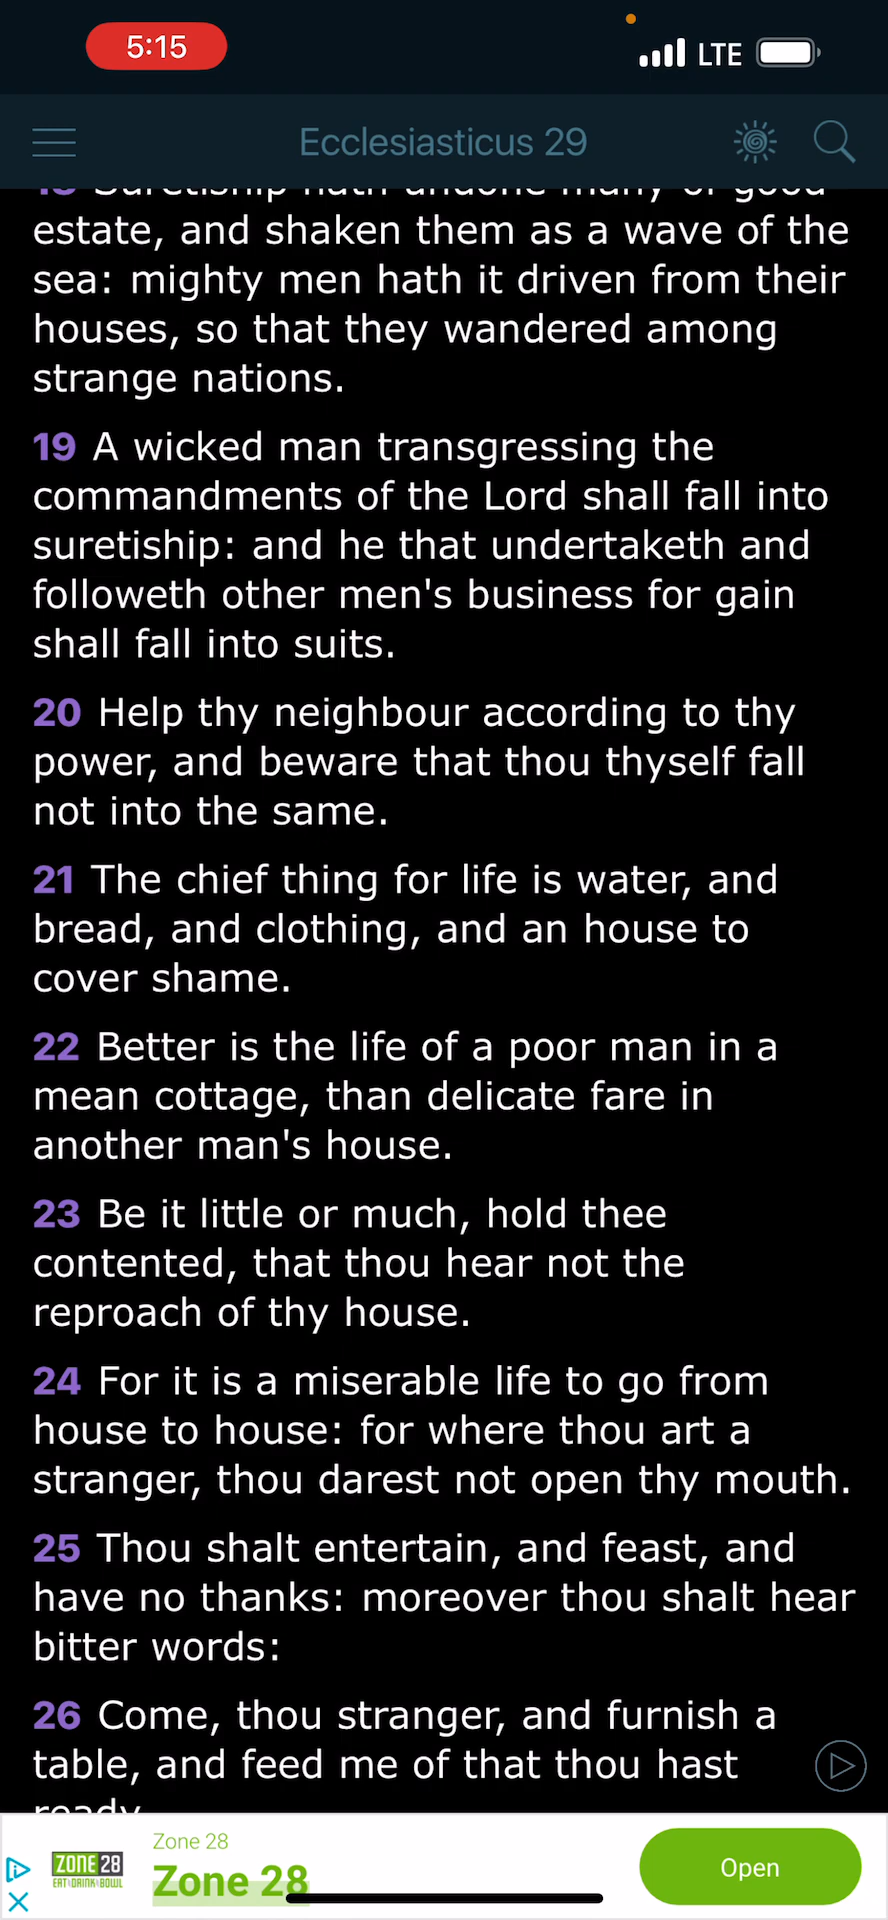 5:15
LTE
Ecclesiasticus 29
18 Suretiship hath undone many of good
estate, and shaken them as a wave of the
sea: mighty men hath it driven from their
houses, so that they wandered among
strange nations.
19 A wicked man transgressing the
commandments of the Lord shall fall into
suretiship: and he that undertaketh and
followeth other men's business for gain
shall fall into suits.
20 Help thy neighbour according to thy
power, and beware that thou thyself fall
not into the same.
21 The chief thing for life is water, and
bread, and clothing, and an house to
cover shame.
22 Better is the life of a poor man in a
mean cottage, than delicate fare in
another man's house.
23 Be it little or much, hold thee
contented, that thou hear not the
reproach of thy house.
24 For it is a miserable life to go from
house to house: for where thou art a
stranger, thou darest not open thy mouth.
25 Thou shalt entertain, and feast, and
have no thanks: moreover thou shalt hear
bitter words:
26 Come, thou stranger, and furnish a
table, and feed me of that thou hast
ready
Zone 28
ZONE 28
EAT DRINK BOWL
Zone 28
Open